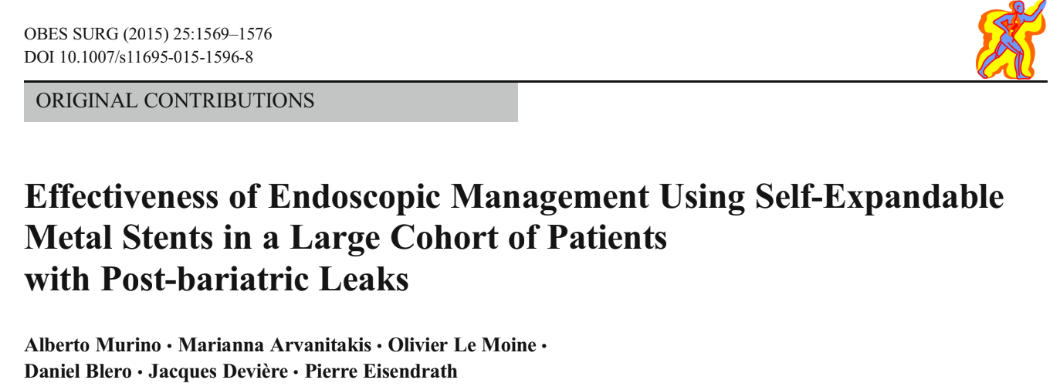 OBES SURG (2015) 25:1569–1576
DOI 10.1007/s11695-015-1596-8
ORIGINAL CONTRIBUTIONS
Effectiveness of Endoscopic Management Using Self-Expandable
Metal Stents in a Large Cohort of Patients
with Post-bariatric Leaks
Alberto Murino · Marianna Arvanitakis · Olivier Le Moine ·
Daniel Blero · Jacques Devière · Pierre Eisendrath